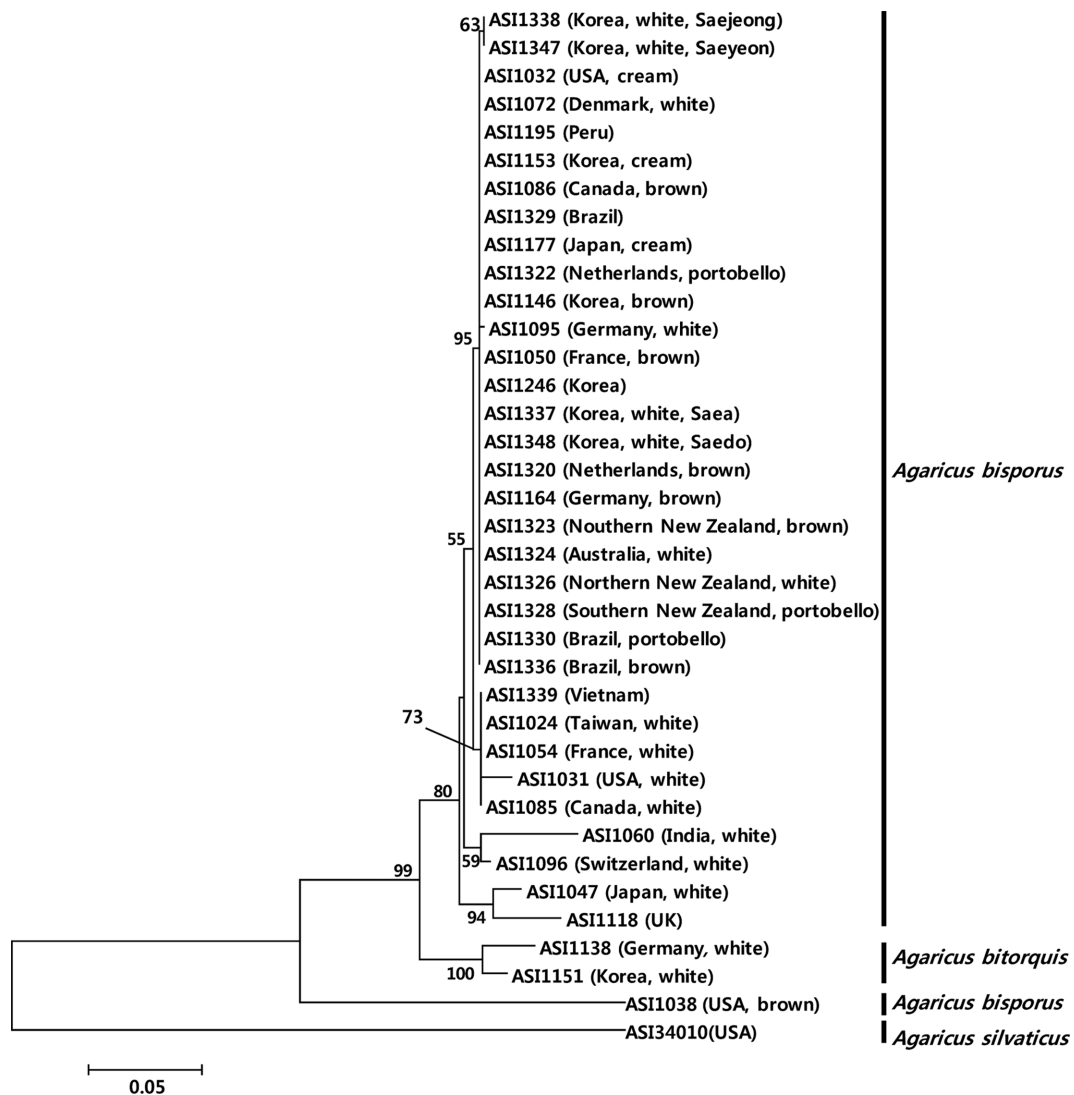 63
ASI1338 (Korea, white, Saejeong)
ASI1347 (Korea, white, Saeyeon)
ASI1032 (USA, cream)
ASI1072 (Denmark, white)
ASI1195 (Peru)
ASI1153 (Korea, cream)
ASI1086 (Canada, brown)
ASI1329 (Brazil)
ASI1177 (Japan, cream)
ASI1322 (Netherlands, portobello)
ASI1146 (Korea, brown)
ASI1095 (Germany, white)
95
ASI1050 (France, brown)
ASI1246 (Korea)
ASI1337 (Korea, white, Saea)
ASI1348 (Korea, white, Saedo)
ASI1320 (Netherlands, brown)
Agaricus bisporus
ASI1164 (Germany, brown)
ASI1323 (Nouthern New Zealand, brown)
55
ASI1324 (Australia, white)
ASI1326 (Northern New Zealand, white)
ASI1328 (Southern New Zealand, portobello)
ASI1330 (Brazil, portobello)
ASI1336 (Brazil, brown)
ASI1339 (Vietnam)
73
ASI1024 (Taiwan, white)
ASI1054 (France, white)
ASI1031 (USA, white)
80
ASI1085 (Canada, white)
ASI1060 (India, white)
59
ASI1096 (Switzerland, white)
99
ASI1047 (Japan, white)
94
ASI1118 (UK)
ASI1138 (Germany, white)
Agaricus bitorquis
100
ASI1151 (Korea, white)
ASI1038 (USA, brown)
Agaricus bisporus
ASI34010(USA)
Agaricus silvaticus
0.05